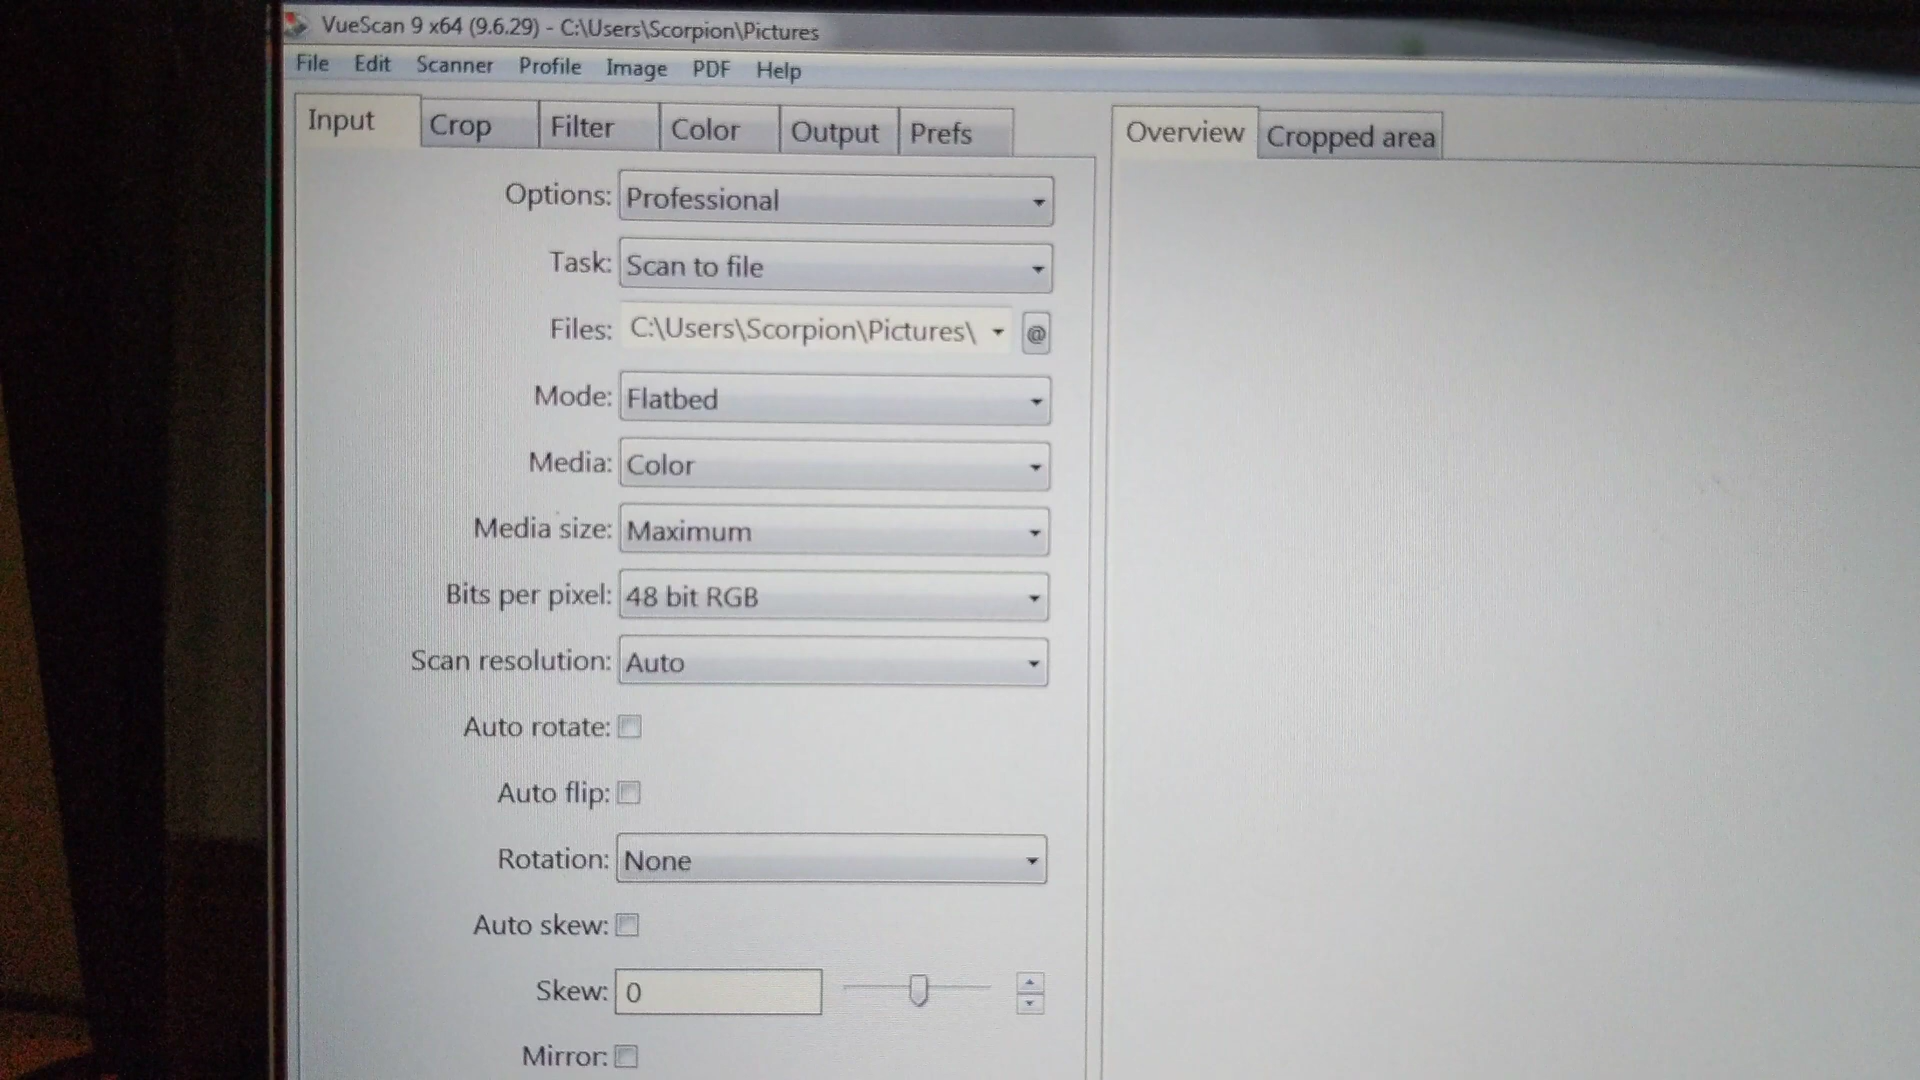 VueScan 9 x64 (9.6.29) - C:\Users\Scorpion\Pictures
File Edit Scanner Profile Image PDF Help
Input Crop Filter Color Output Prefs
Overview Cropped area
Options: Professional
Task: Scan to file
Files: C:\Users\Scorpion\Pictures\ @
Mode: Flatbed
Media: Color
Media size: Maximum
Bits per pixel: 48 bit RGB
Scan resolution: Auto
Auto rotate:
Auto flip:
Rotation: None
Auto skew:
Skew: 0
Mirror: